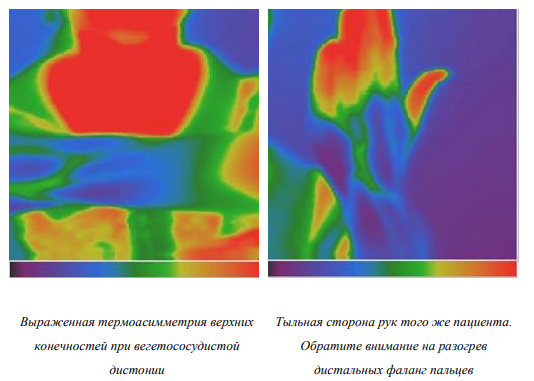 Выраженная термоасимметрия верхних
конечностей при вегетососудистой
дистонии
Тыльная сторона рук того же пациента.
Обратите внимание на разогрев
дистальных фаланг пальцев